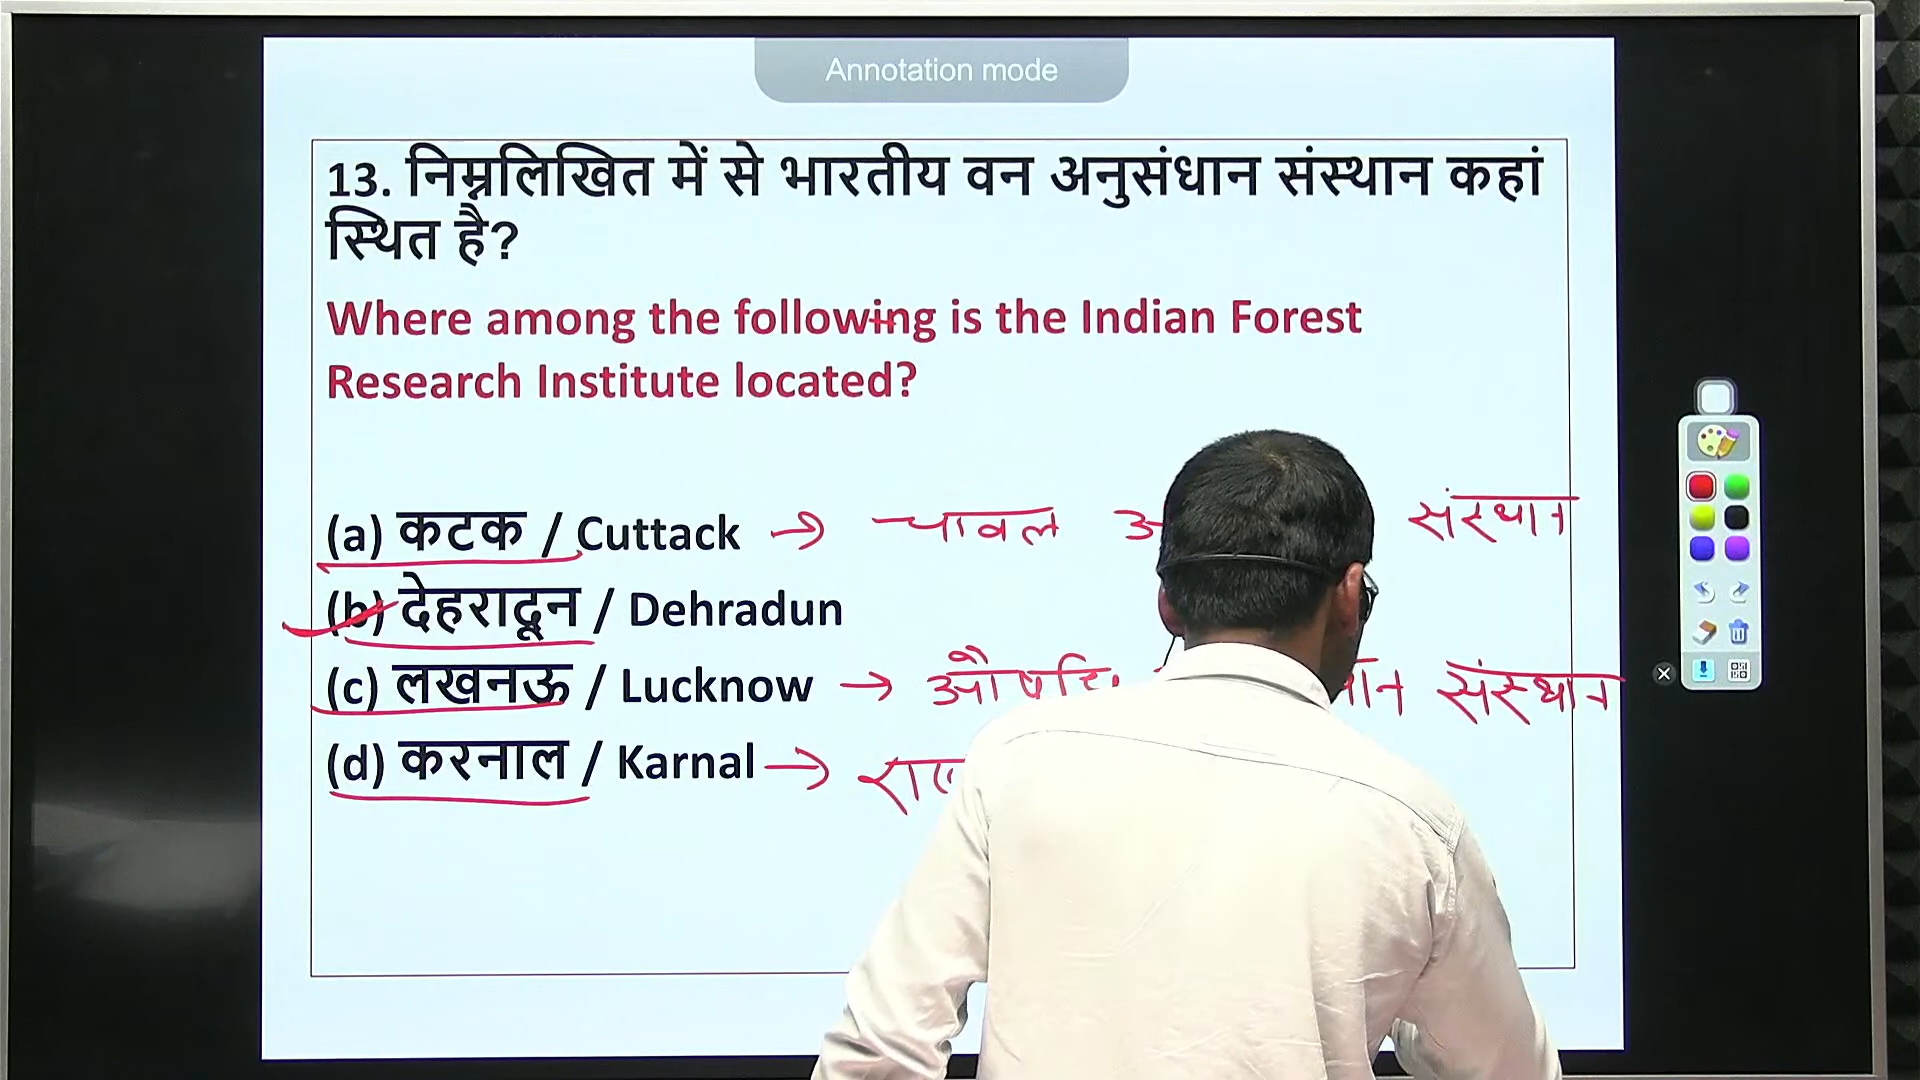 Annotation mode
13. निम्नलिखित में से भारतीय वन अनुसंधान संस्थान कहां
स्थित है?
Where among the following is the Indian Forest
Research Institute located?
(a) कटक / Cuttack → चावल संस्थान
(b) देहरादून / Dehradun
(c) लखनऊ / Lucknow → औषधि संस्थान
(d) करनाल / Karnal →